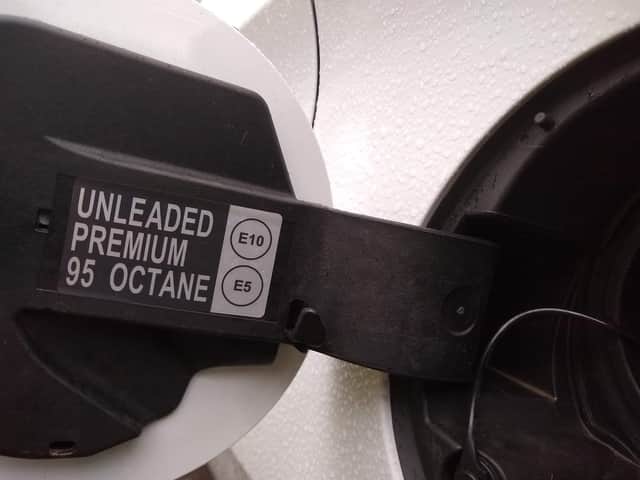 UNLEADED
PREMIUM
95 OCTANE
E10
E5